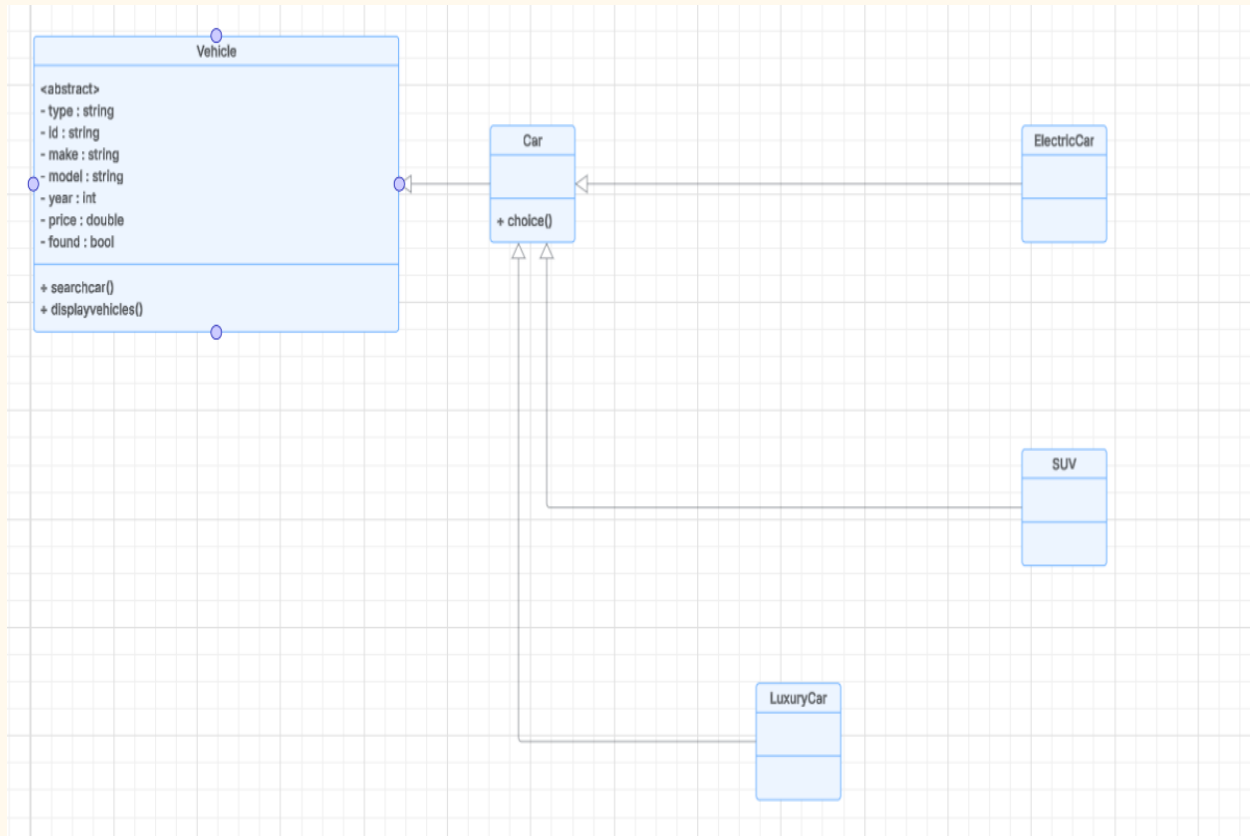 Vehicle
<abstract>
- type : string
- id : string
- make : string
- model : string
- year : int
- price : double
- found : bool
+ searchcar()
+ displayvehicles()
Car
+ choice()
ElectricCar
SUV
LuxuryCar